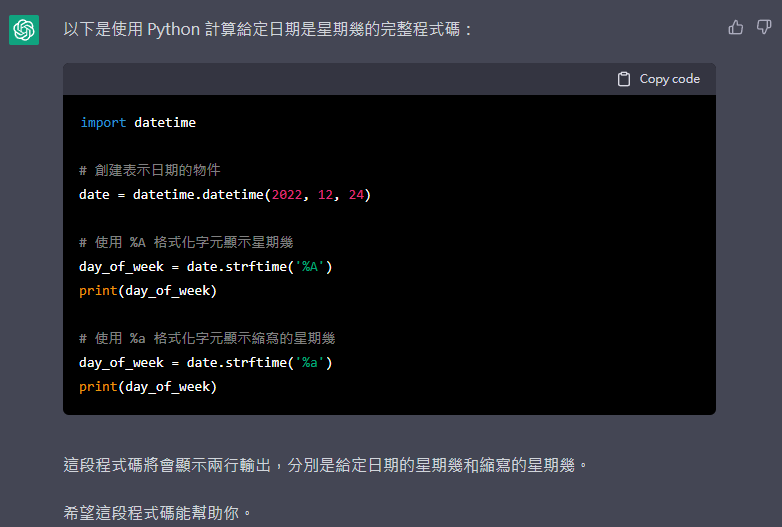 以下是使用 Python 計算給定日期是星期幾的完整程式碼：
Copy code
import datetime
# 創建表示日期的物件
date = datetime.datetime(2022, 12, 24)
# 使用 %A 格式化字元顯示星期幾
day_of_week = date.strftime('%A')
print(day_of_week)
# 使用 %a 格式化字元顯示縮寫的星期幾
day_of_week = date.strftime('%a')
print(day_of_week)
這段程式碼將會顯示兩行輸出，分別是給定日期的星期幾和縮寫的星期幾。
希望這段程式碼能幫助你。